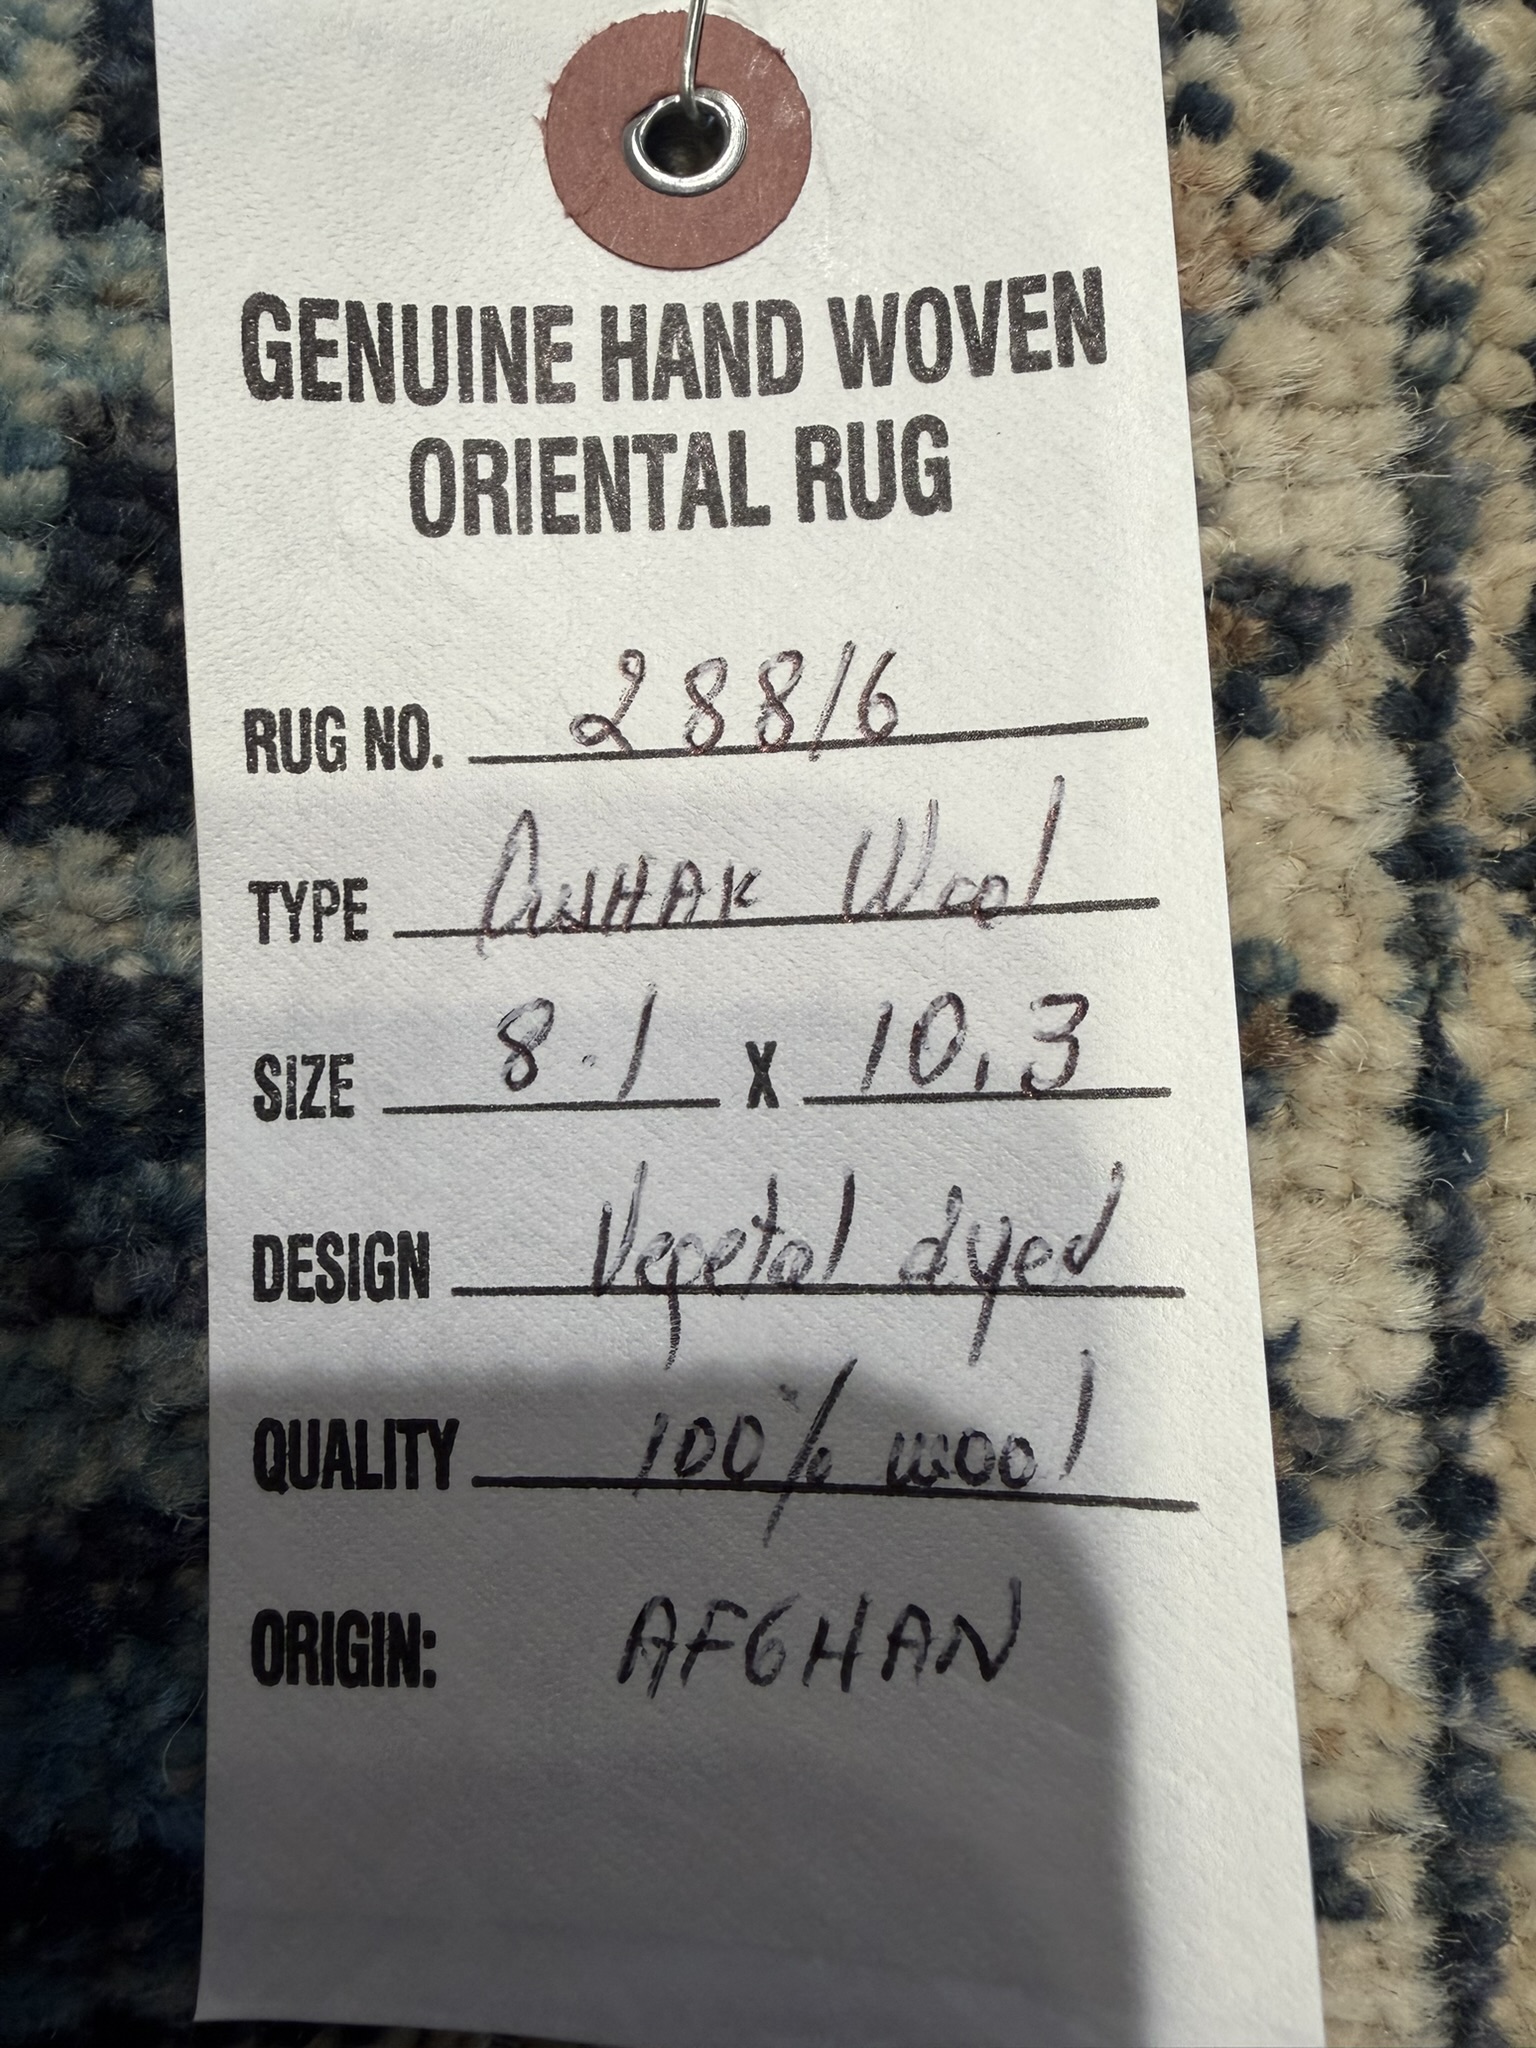 GENUINE HAND WOVEN
ORIENTAL RUG
RUG NO. 28816
TYPE OUSHAK Wool
SIZE 8.1 X 10.3
DESIGN Vegetal dyed
QUALITY 100% wool
ORIGIN: AFGHAN